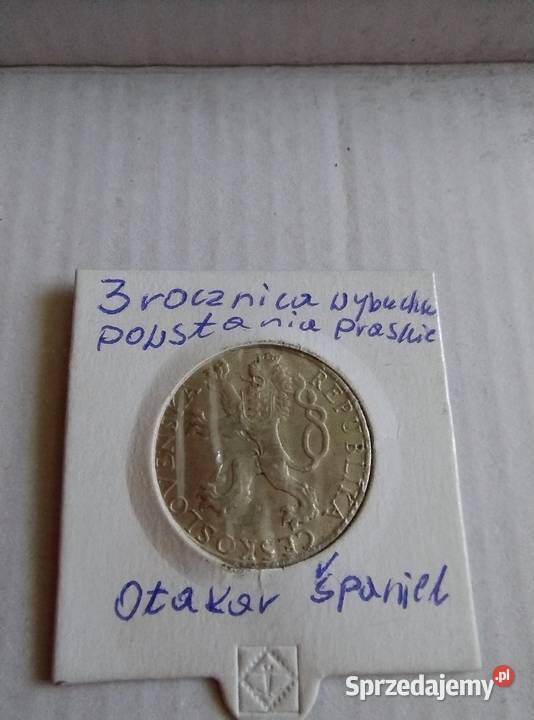 3 rocznica wybuchu
powstania praskie
REPUBLIKA ČESKOSLOVENSKÁ
Otakar Španiel
Sprzedajemy.pl